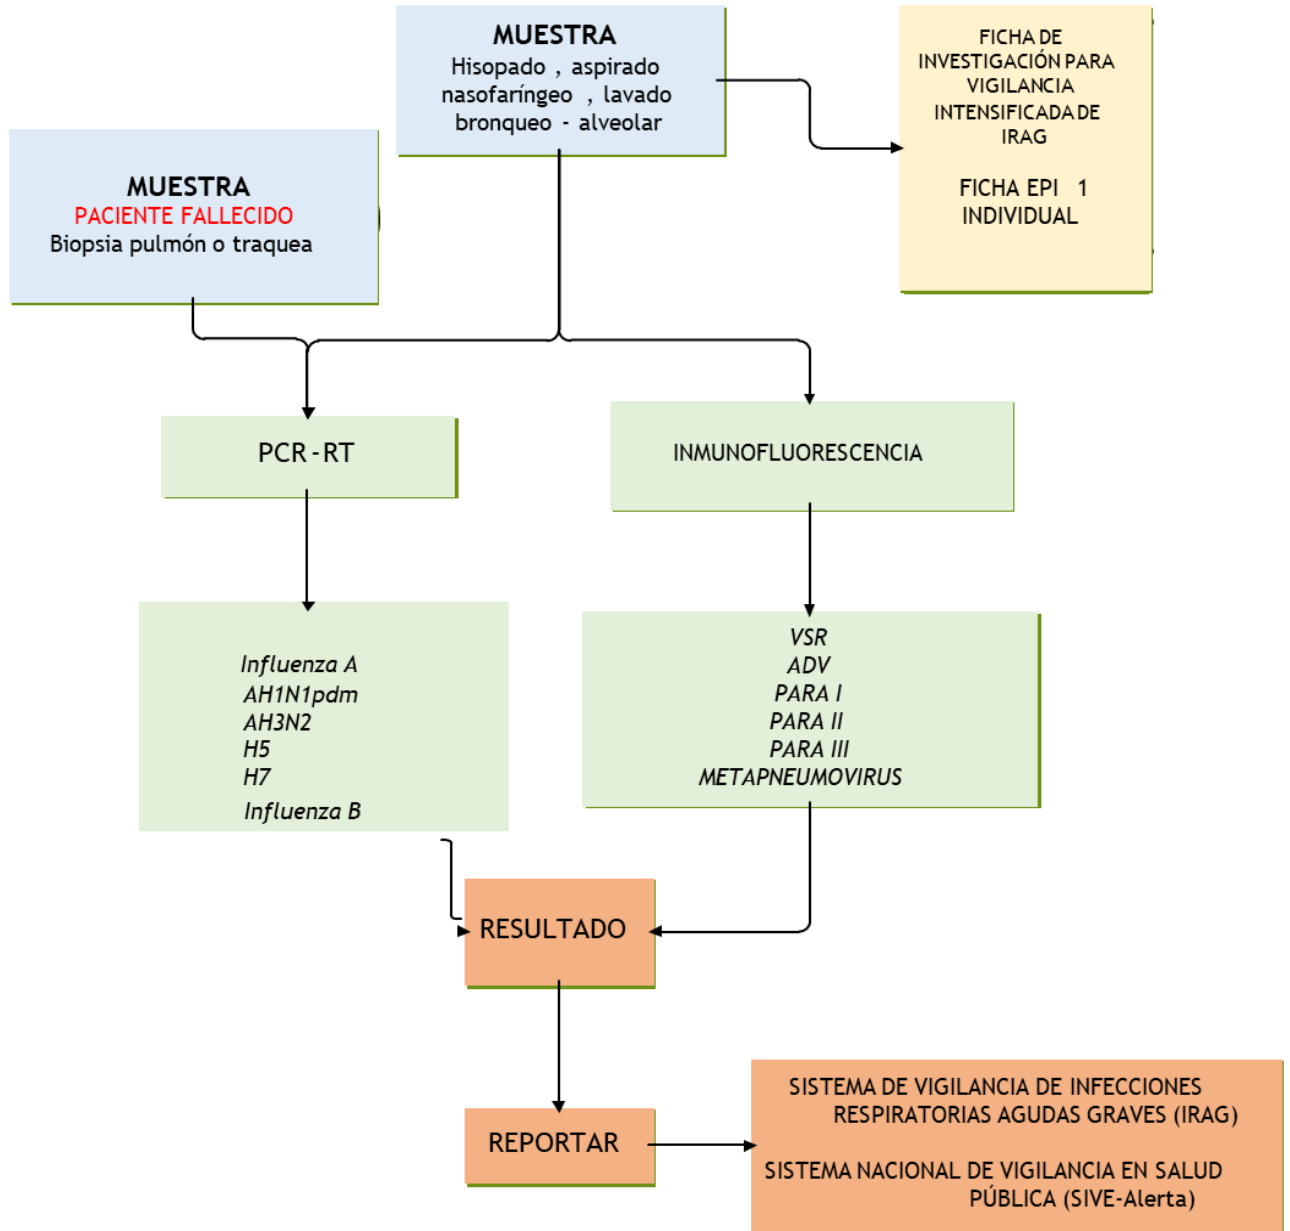 MUESTRA
Hisopado , aspirado
nasofaríngeo , lavado
bronqueo - alveolar
FICHA DE
INVESTIGACIÓN PARA
VIGILANCIA
INTENSIFICADA DE
IRAG
FICHA EPI 1
INDIVIDUAL
MUESTRA
PACIENTE FALLECIDO
Biopsia pulmón o traquea
PCR - RT
INMUNOFLUORESCENCIA
Influenza A
AH1N1pdm
AH3N2
H5
H7
Influenza B
VSR
ADV
PARA I
PARA II
PARA III
METAPNEUMOVIRUS
RESULTADO
REPORTAR
SISTEMA DE VIGILANCIA DE INFECCIONES
RESPIRATORIAS AGUDAS GRAVES (IRAG)
SISTEMA NACIONAL DE VIGILANCIA EN SALUD
PÚBLICA (SIVE-Alerta)